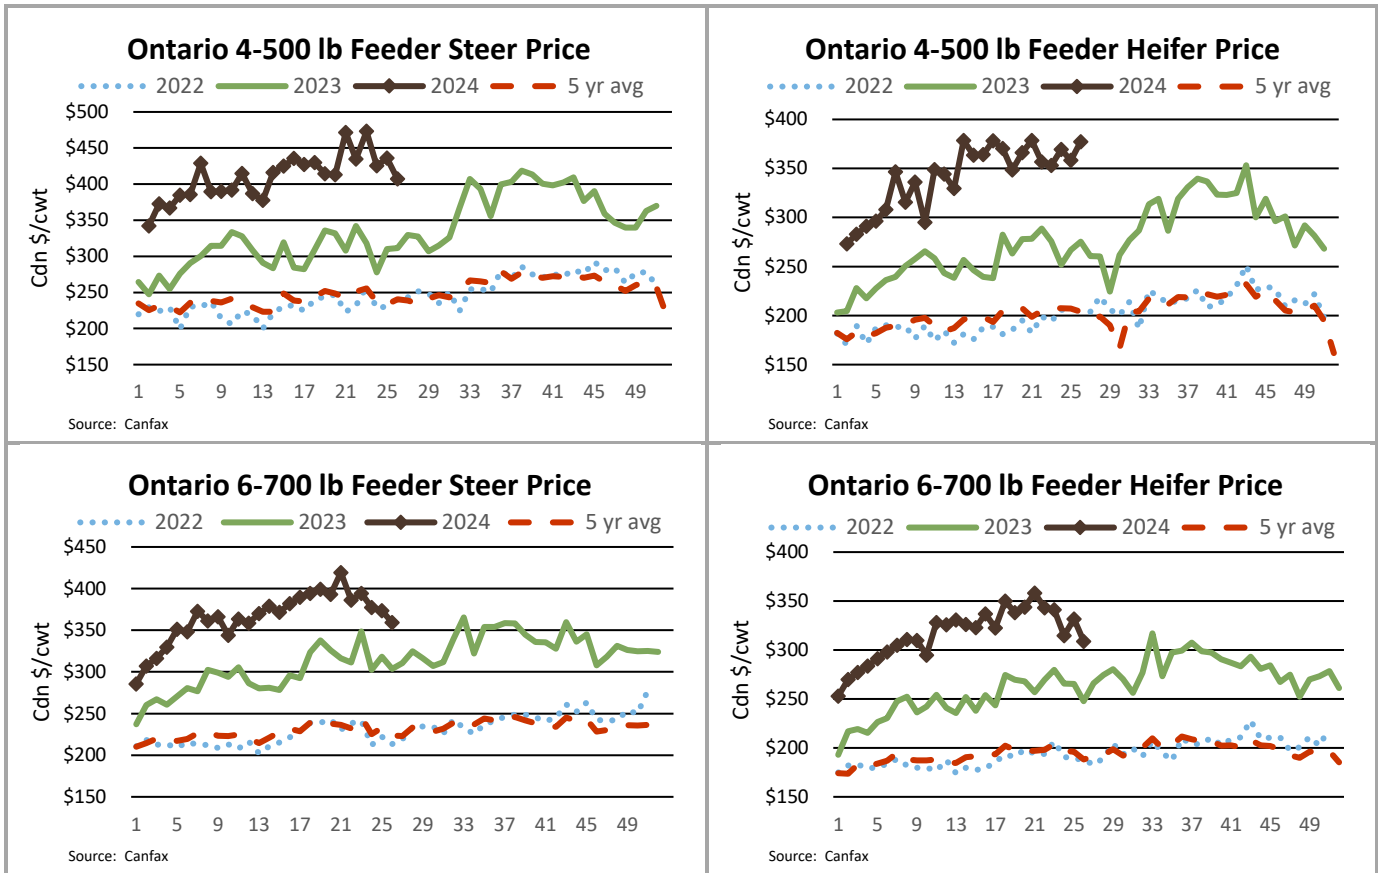 Ontario 4-500 lb Feeder Steer Price
2022 2023 2024 5 yr avg
Cdn $/cwt
$500
$450
$400
$350
$300
$250
$200
$150
1 5 9 13 17 21 25 29 33 37 41 45 49
Source: Canfax
Ontario 4-500 lb Feeder Heifer Price
2022 2023 2024 5 yr avg
Cdn $/cwt
$400
$350
$300
$250
$200
$150
1 5 9 13 17 21 25 29 33 37 41 45 49
Source: Canfax
Ontario 6-700 lb Feeder Steer Price
2022 2023 2024 5 yr avg
Cdn $/cwt
$450
$400
$350
$300
$250
$200
$150
1 5 9 13 17 21 25 29 33 37 41 45 49
Source: Canfax
Ontario 6-700 lb Feeder Heifer Price
2022 2023 2024 5 yr avg
Cdn $/cwt
$400
$350
$300
$250
$200
$150
1 5 9 13 17 21 25 29 33 37 41 45 49
Source: Canfax